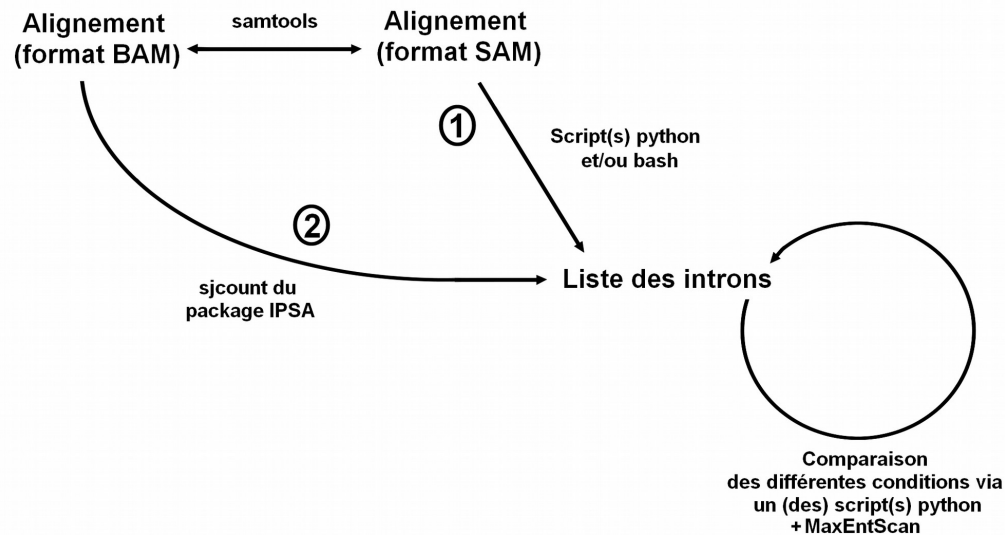 Alignement
(format BAM)
samtools
Alignement
(format SAM)
1
Script(s) python
et/ou bash
2
sjcount du
package IPSA
Liste des introns
Comparaison
des différentes conditions via
un (des) script(s) python
+ MaxEntScan